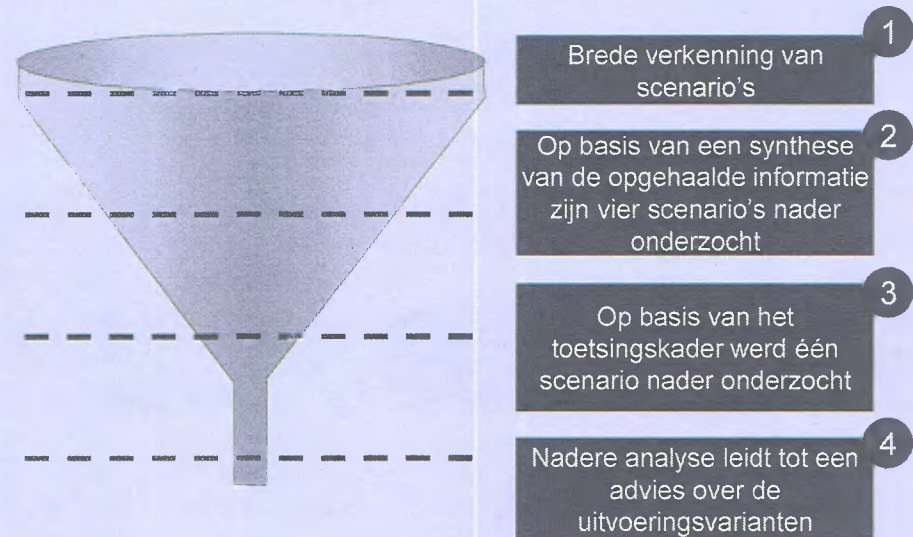 1
Brede verkenning van
scenario's
2
Op basis van een synthese
van de opgehaalde informatie
zijn vier scenario's nader
onderzocht
3
Op basis van het
toetsingskader werd één
scenario nader onderzocht
4
Nadere analyse leidt tot een
advies over de
uitvoeringsvarianten